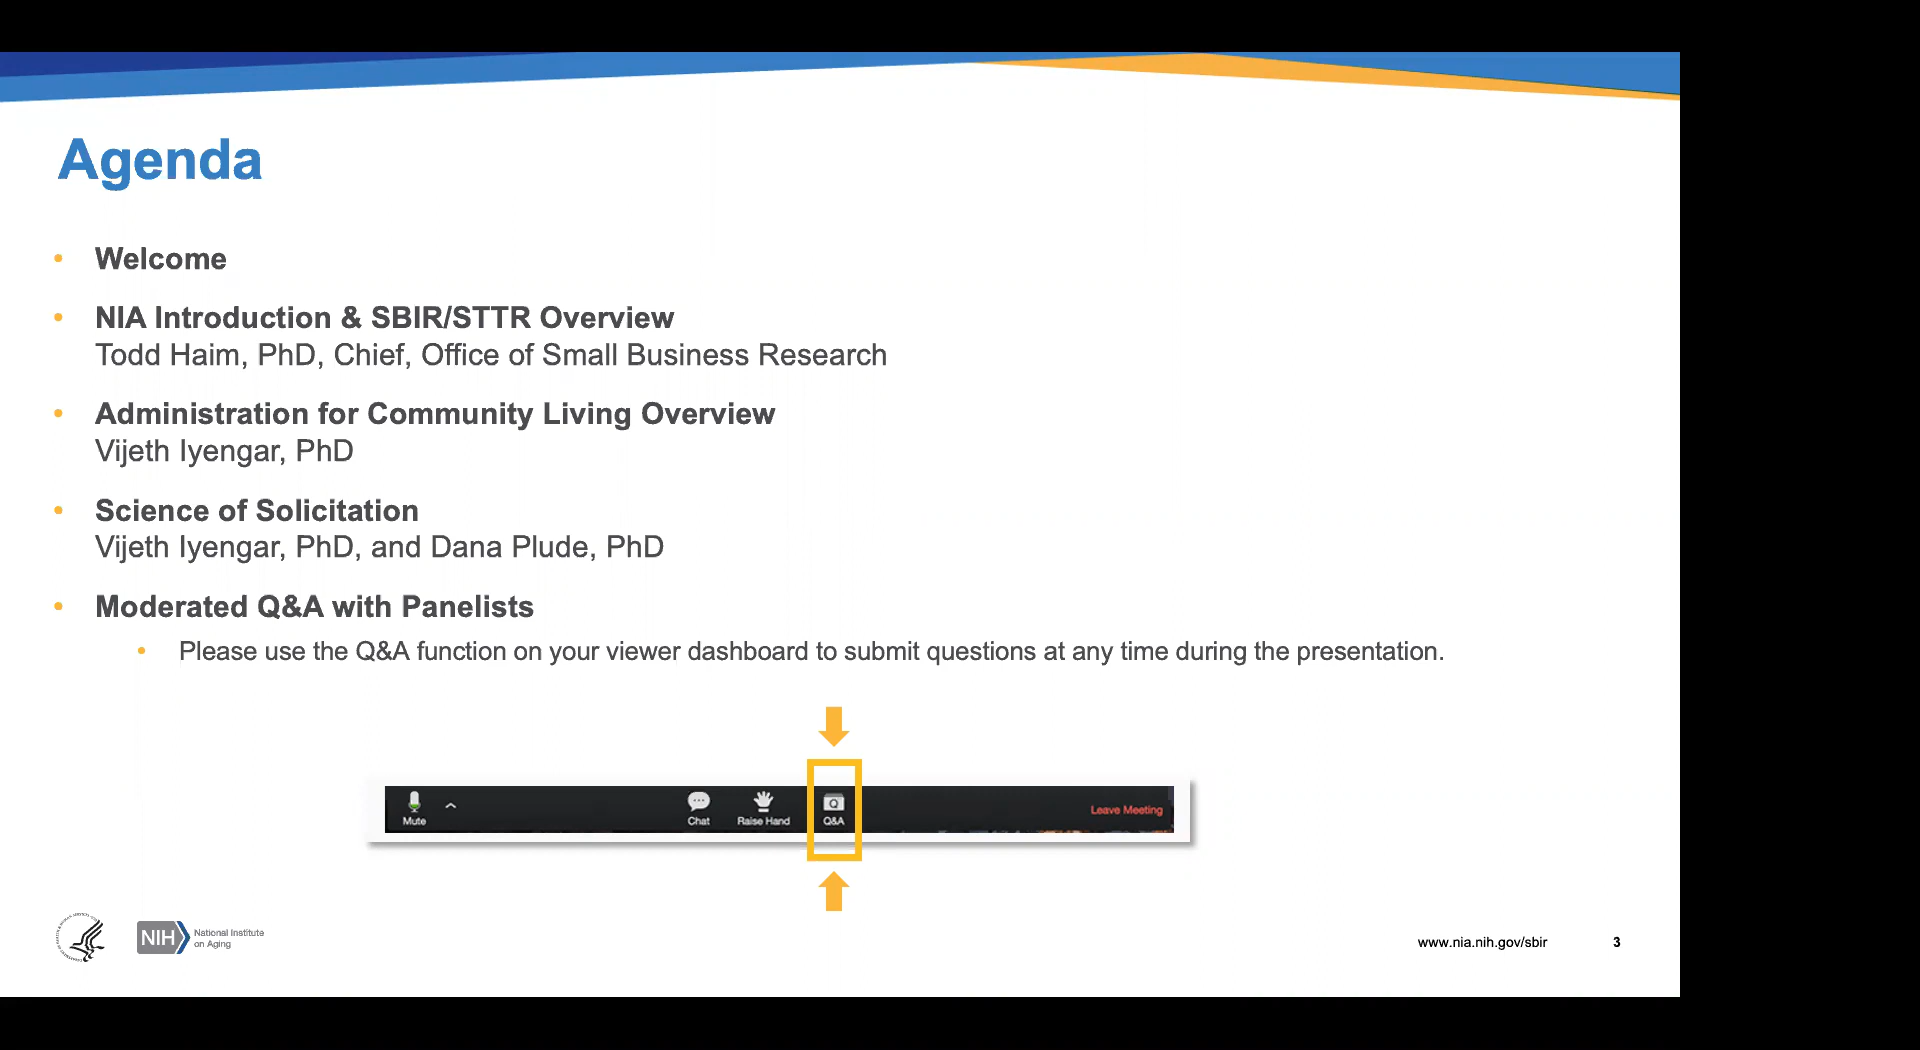 Agenda
• Welcome
• NIA Introduction & SBIR/STTR Overview
Todd Haim, PhD, Chief, Office of Small Business Research
• Administration for Community Living Overview
Vijeth Iyengar, PhD
• Science of Solicitation
Vijeth Iyengar, PhD, and Dana Plude, PhD
• Moderated Q&A with Panelists
• Please use the Q&A function on your viewer dashboard to submit questions at any time during the presentation.
Mute
Chat
Raise Hand
Q&A
Leave Meeting
NIH
National Institute
on Aging
www.nia.nih.gov/sbir
3